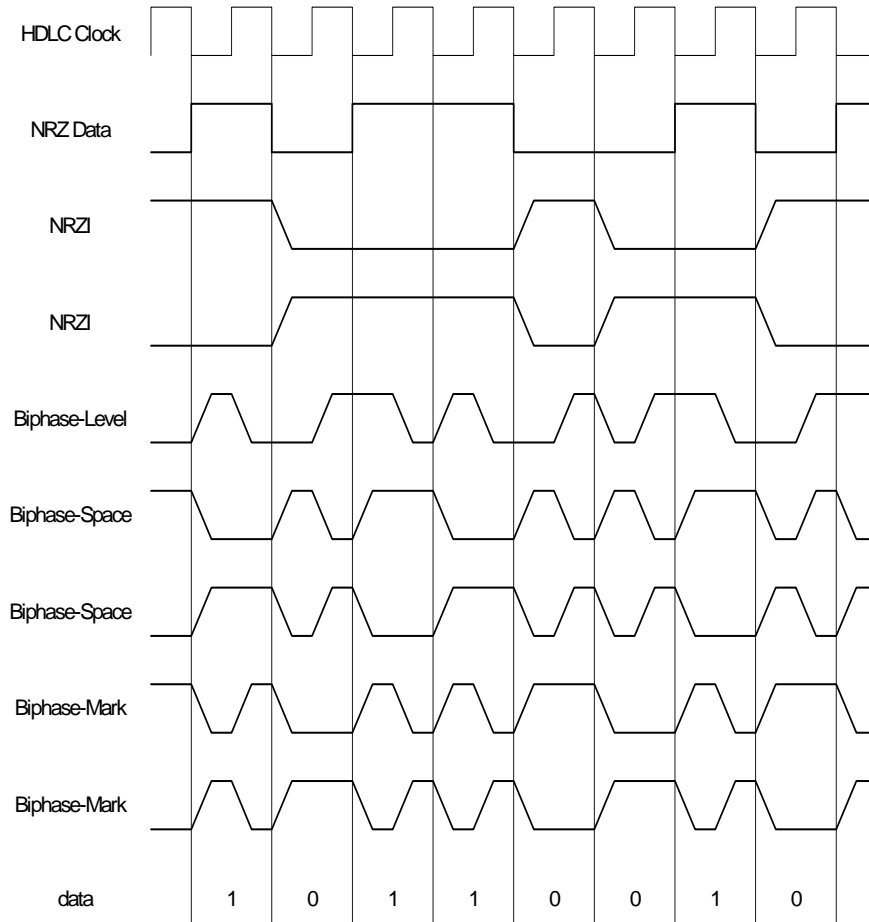 HDLC Clock
NRZ Data
NRZI
NRZI
Biphase-Level
Biphase-Space
Biphase-Space
Biphase-Mark
Biphase-Mark
data 1 0 1 1 0 0 1 0